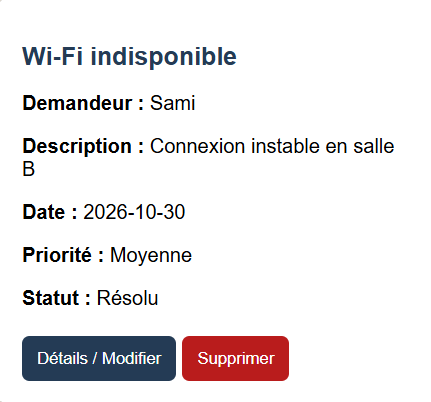 Wi-Fi indisponible
Demandeur : Sami
Description : Connexion instable en salle
B
Date : 2026-10-30
Priorité : Moyenne
Statut : Résolu
Détails / Modifier Supprimer